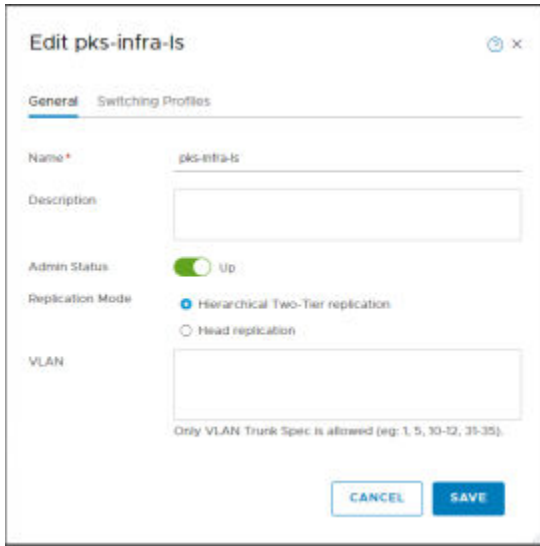 Edit pks-infra-ls
General Switching Profiles
Name* pks-infra-ls
Description
Admin Status Up
Replication Mode Hierarchical Two-Tier replication
Head replication
VLAN
Only VLAN Trunk Spec is allowed (eg: 1, 5, 10-12, 31-35).
CANCEL SAVE